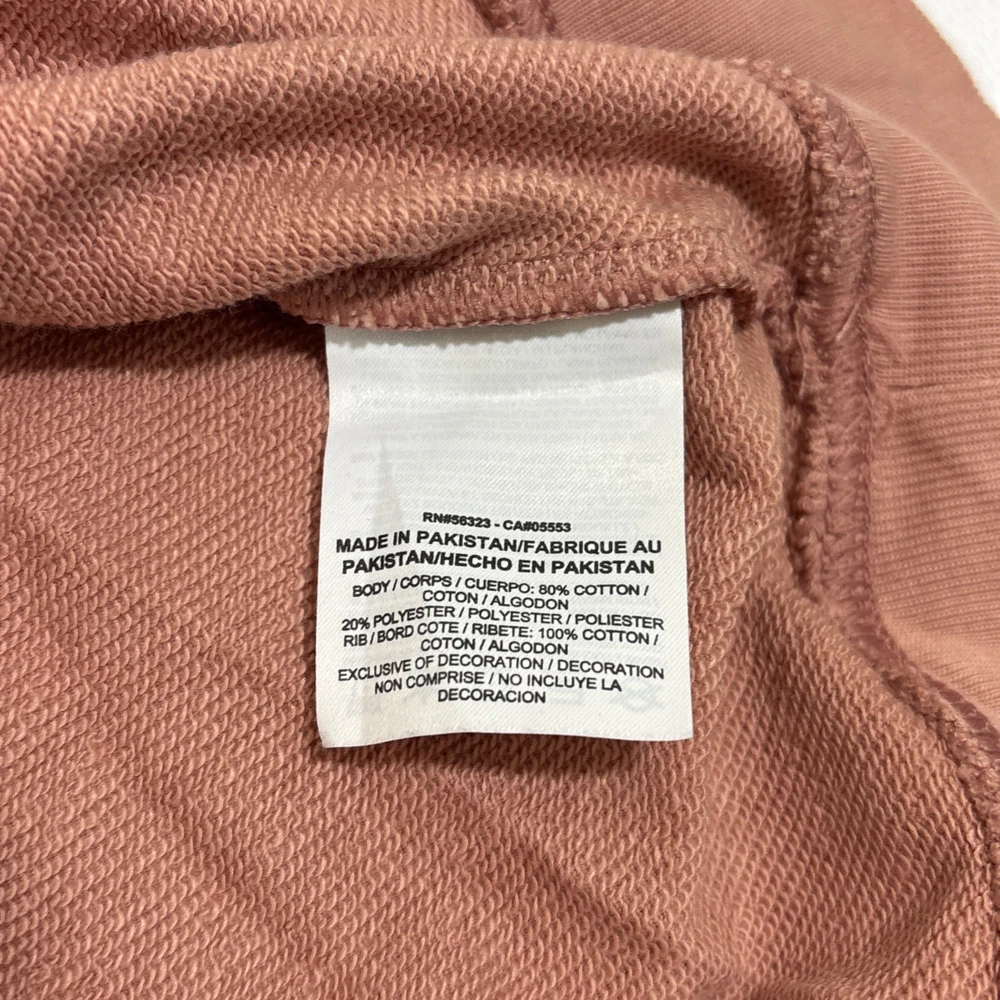 RN#56323 - CA#05553
MADE IN PAKISTAN/FABRIQUE AU
PAKISTAN/HECHO EN PAKISTAN
BODY / CORPS / CUERPO: 80% COTTON /
COTON / ALGODON
20% POLYESTER / POLYESTER / POLIESTER
RIB / BORD COTE / RIBETE: 100% COTTON /
COTON / ALGODON
EXCLUSIVE OF DECORATION / DECORATION
NON COMPRISE / NO INCLUYE LA
DECORACION